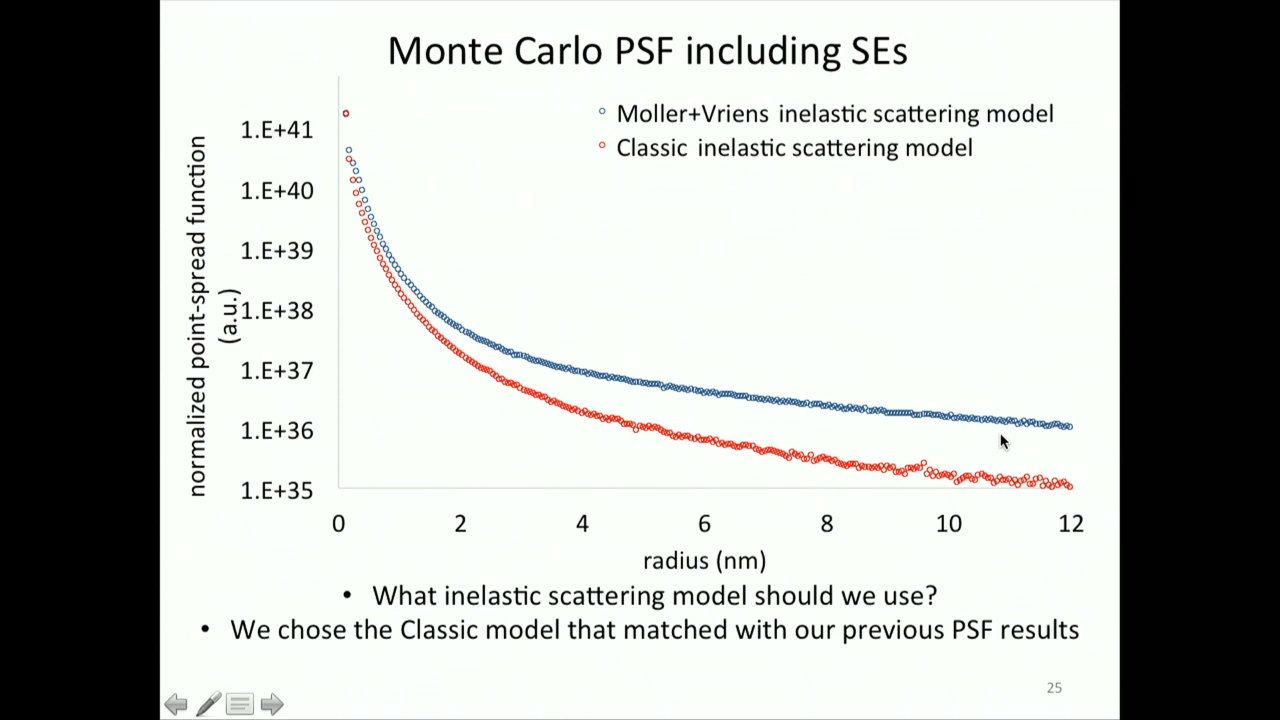 Monte Carlo PSF including SEs
Moller+Vriens inelastic scattering model
Classic inelastic scattering model
normalized point-spread function
(a.u.)
1.E+41
1.E+40
1.E+39
1.E+38
1.E+37
1.E+36
1.E+35
0 2 4 6 8 10 12
radius (nm)
• What inelastic scattering model should we use?
• We chose the Classic model that matched with our previous PSF results
25